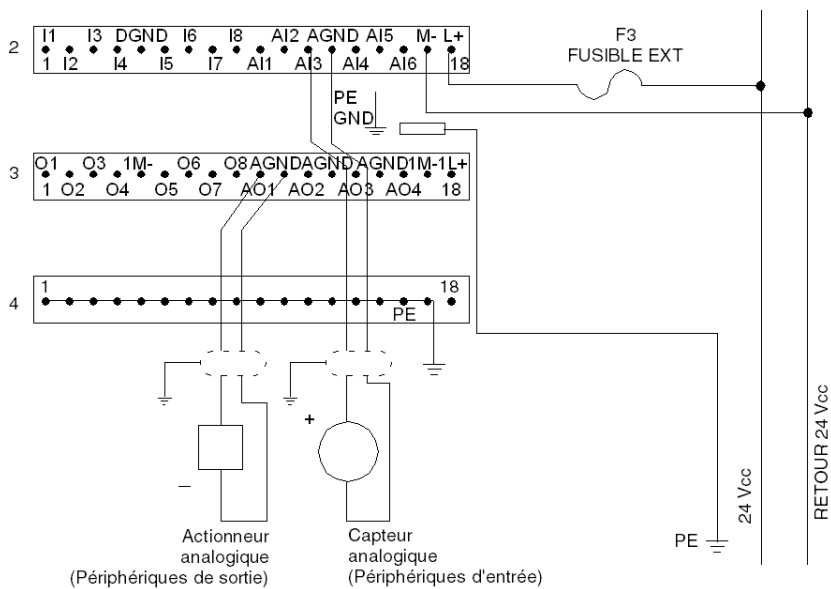 I1 I3 DGND I6 I8 AI2 AGND AI5 M- L+
2
1 I2 I4 I5 I7 AI1 AI3 AI4 AI6 18
F3
FUSIBLE EXT
PE
GND
O1 O3 1M- O6 O8 AGND AGND AGND 1M- 1L+
3
1 O2 O4 O5 O7 AO1 AO2 AO3 AO4 18
1 18
4
PE
+
–
24 Vcc
RETOUR 24 Vcc
PE
Actionneur
analogique
(Périphériques de sortie)
Capteur
analogique
(Périphériques d'entrée)